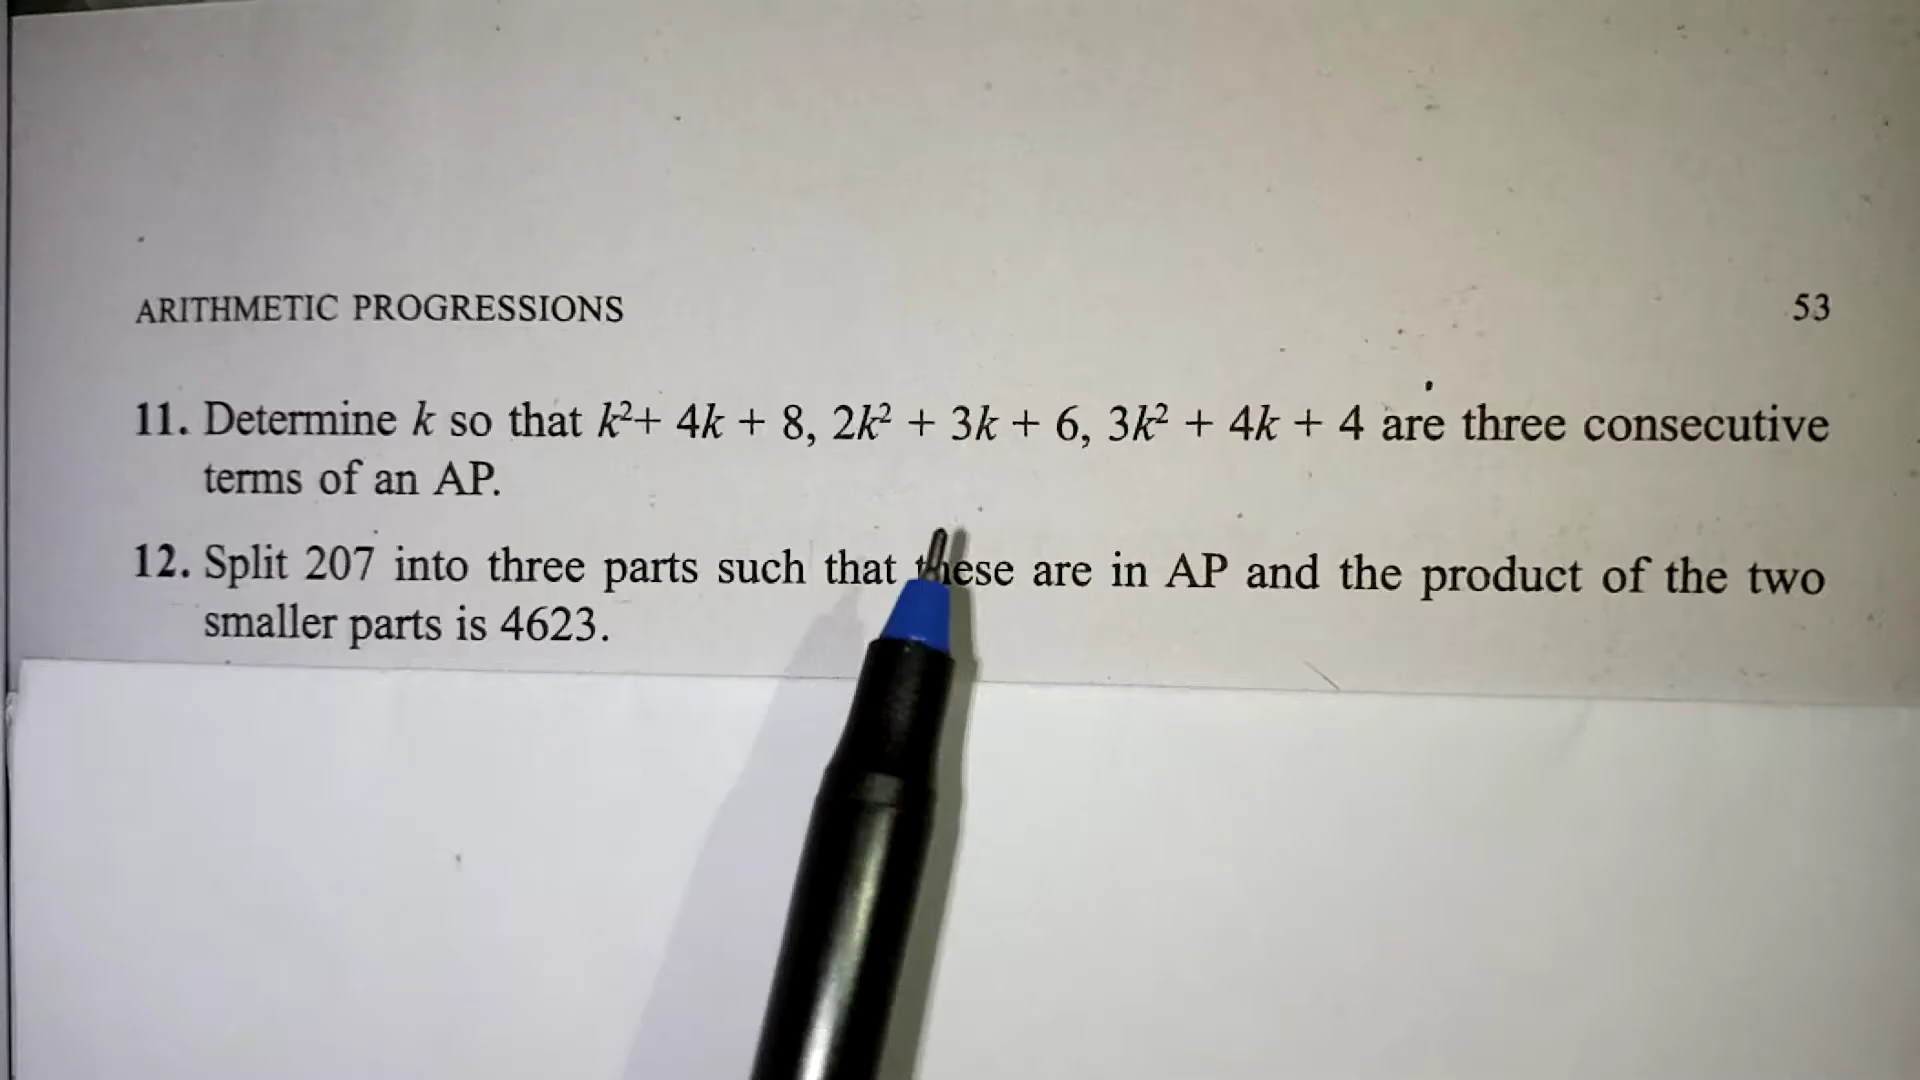 ARITHMETIC PROGRESSIONS 53
11. Determine k so that k²+ 4k + 8, 2k² + 3k + 6, 3k² + 4k + 4 are three consecutive
terms of an AP.
12. Split 207 into three parts such that these are in AP and the product of the two
smaller parts is 4623.